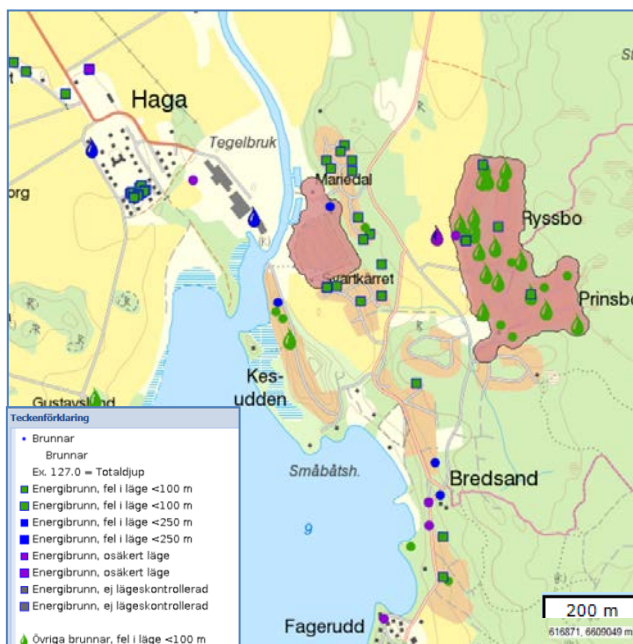 St
Haga
Tegelbruk
Mariedal
org
Ryssbo
Svartkärret
Prinsbo
Kes-
udden
Gustavslund
Teckenförklaring
Brunnar
Brunnar
Ex. 127.0 = Totaldjup
Energibrunn, fel i läge <100 m
Energibrunn, fel i läge <100 m
Energibrunn, fel i läge <250 m
Energibrunn, fel i läge <250 m
Energibrunn, osäkert läge
Energibrunn, osäkert läge
Energibrunn, ej lägeskontrollerad
Energibrunn, ej lägeskontrollerad
Övriga brunnar, fel i läge <100 m
Småbåtsh.
Bredsand
9
Fagerudd
200 m
616871, 6609049 m